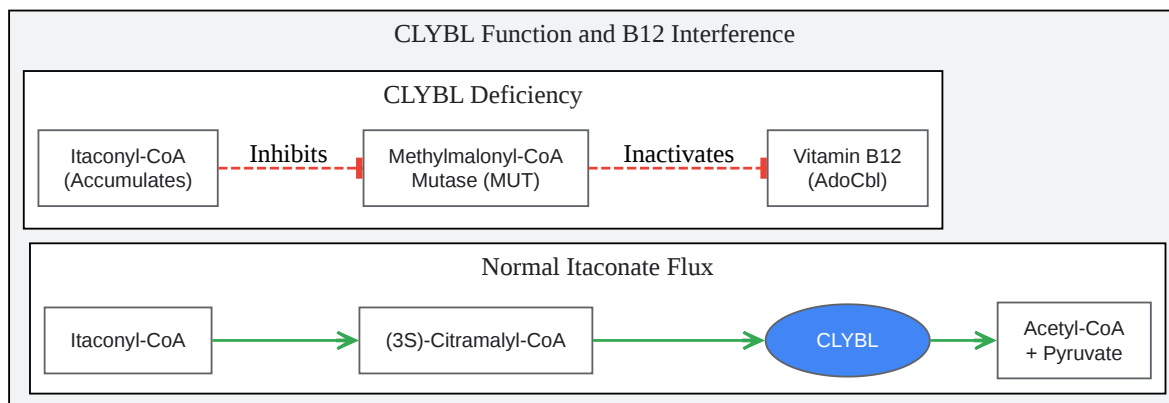 CLYBL Function and B12 Interference
CLYBL Deficiency
Itaconyl-CoA
(Accumulates)
Inhibits
Methylmalonyl-CoA
Mutase (MUT)
Inactivates
Vitamin B12
(AdoCbl)
Normal Itaconate Flux
Itaconyl-CoA
(3S)-Citramalyl-CoA
CLYBL
Acetyl-CoA
+ Pyruvate